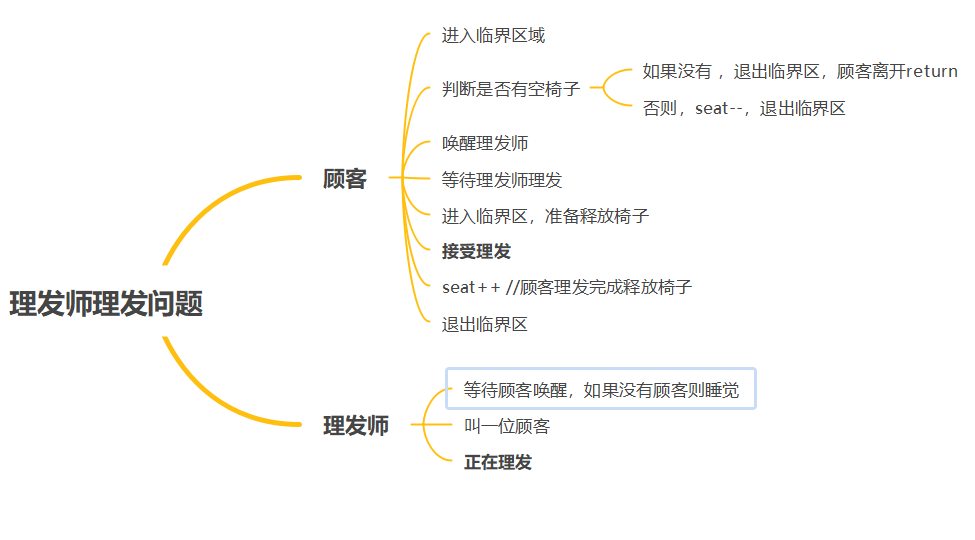 理发师理发问题
顾客
进入临界区域
判断是否有空椅子
如果没有 ，退出临界区，顾客离开return
否则，seat--，退出临界区
唤醒理发师
等待理发师理发
进入临界区，准备释放椅子
接受理发
seat++ //顾客理发完成释放椅子
退出临界区
理发师
等待顾客唤醒，如果没有顾客则睡觉
叫一位顾客
正在理发